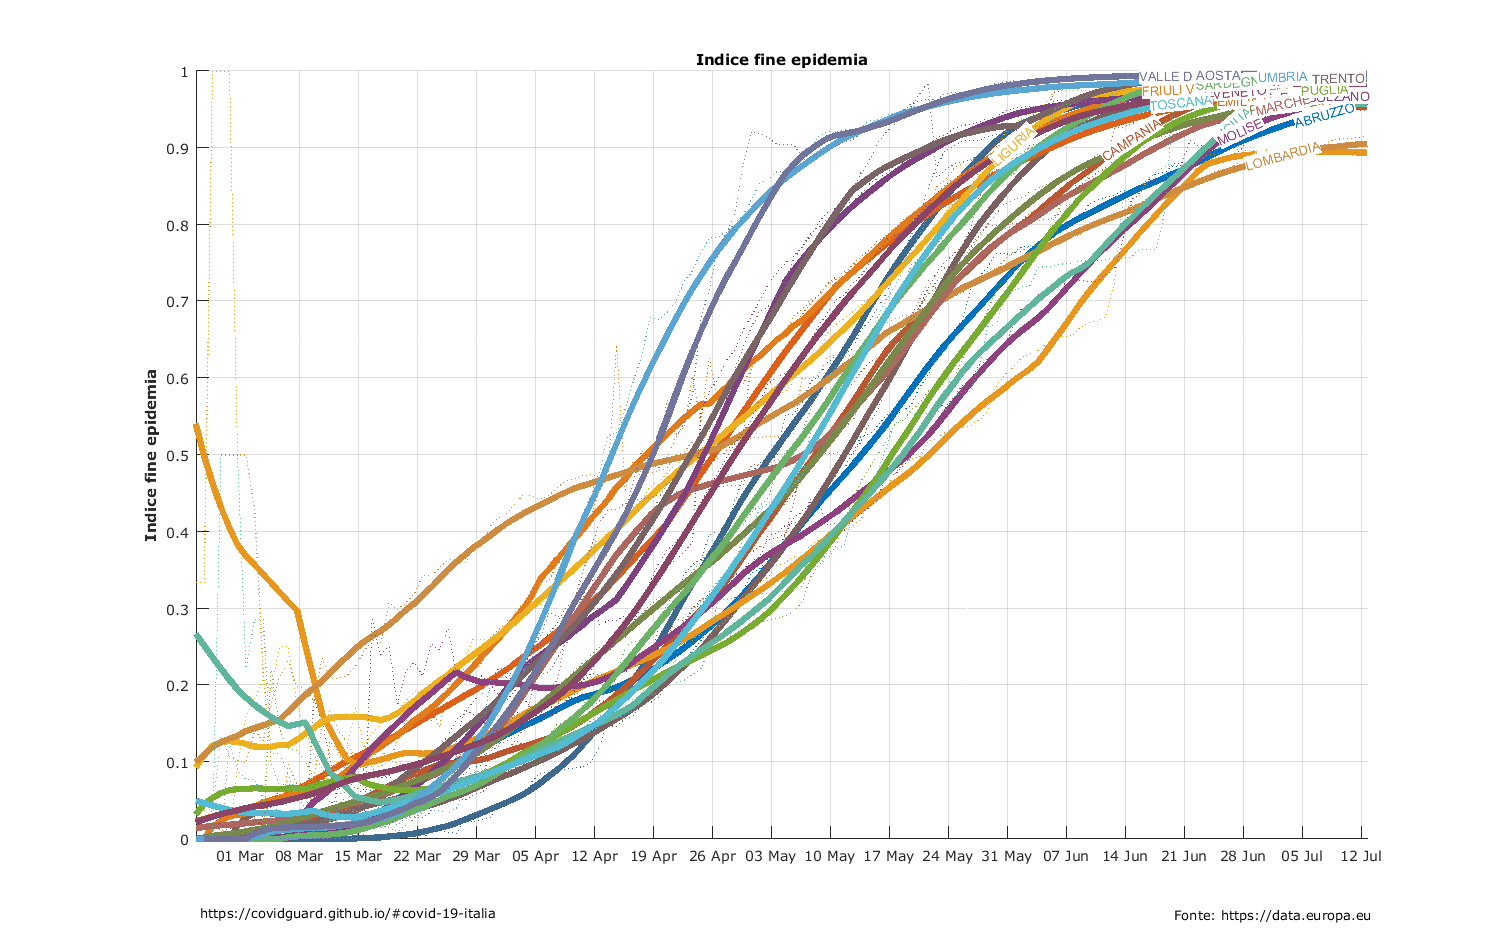 Indice fine epidemia
Indice fine epidemia
1
0.9
0.8
0.7
0.6
0.5
0.4
0.3
0.2
0.1
0
VALLE D AOSTA
UMBRIA
TRENTO
FRIULI V
SARDEGN
VENETO
PUGLIA
TOSCANA
EMILI
MARCHE
BOLZANO
MOLISE
ABRUZZO
CAMPANIA
LIGURIA
LOMBARDIA
01 Mar 08 Mar 15 Mar 22 Mar 29 Mar 05 Apr 12 Apr 19 Apr 26 Apr 03 May 10 May 17 May 24 May 31 May 07 Jun 14 Jun 21 Jun 28 Jun 05 Jul 12 Jul
https://covidguard.github.io/#covid-19-italia
Fonte: https://data.europa.eu